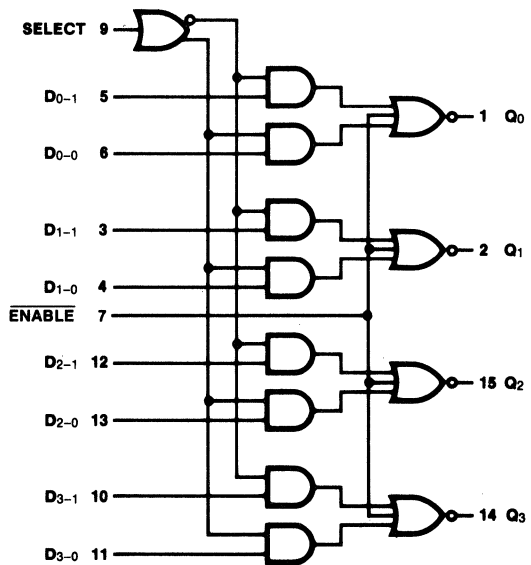 SELECT 9
D0-1 5
D0-0 6
1 Q0
D1-1 3
D1-0 4
2 Q1
ENABLE 7
D2-1 12
D2-0 13
15 Q2
D3-1 10
D3-0 11
14 Q3